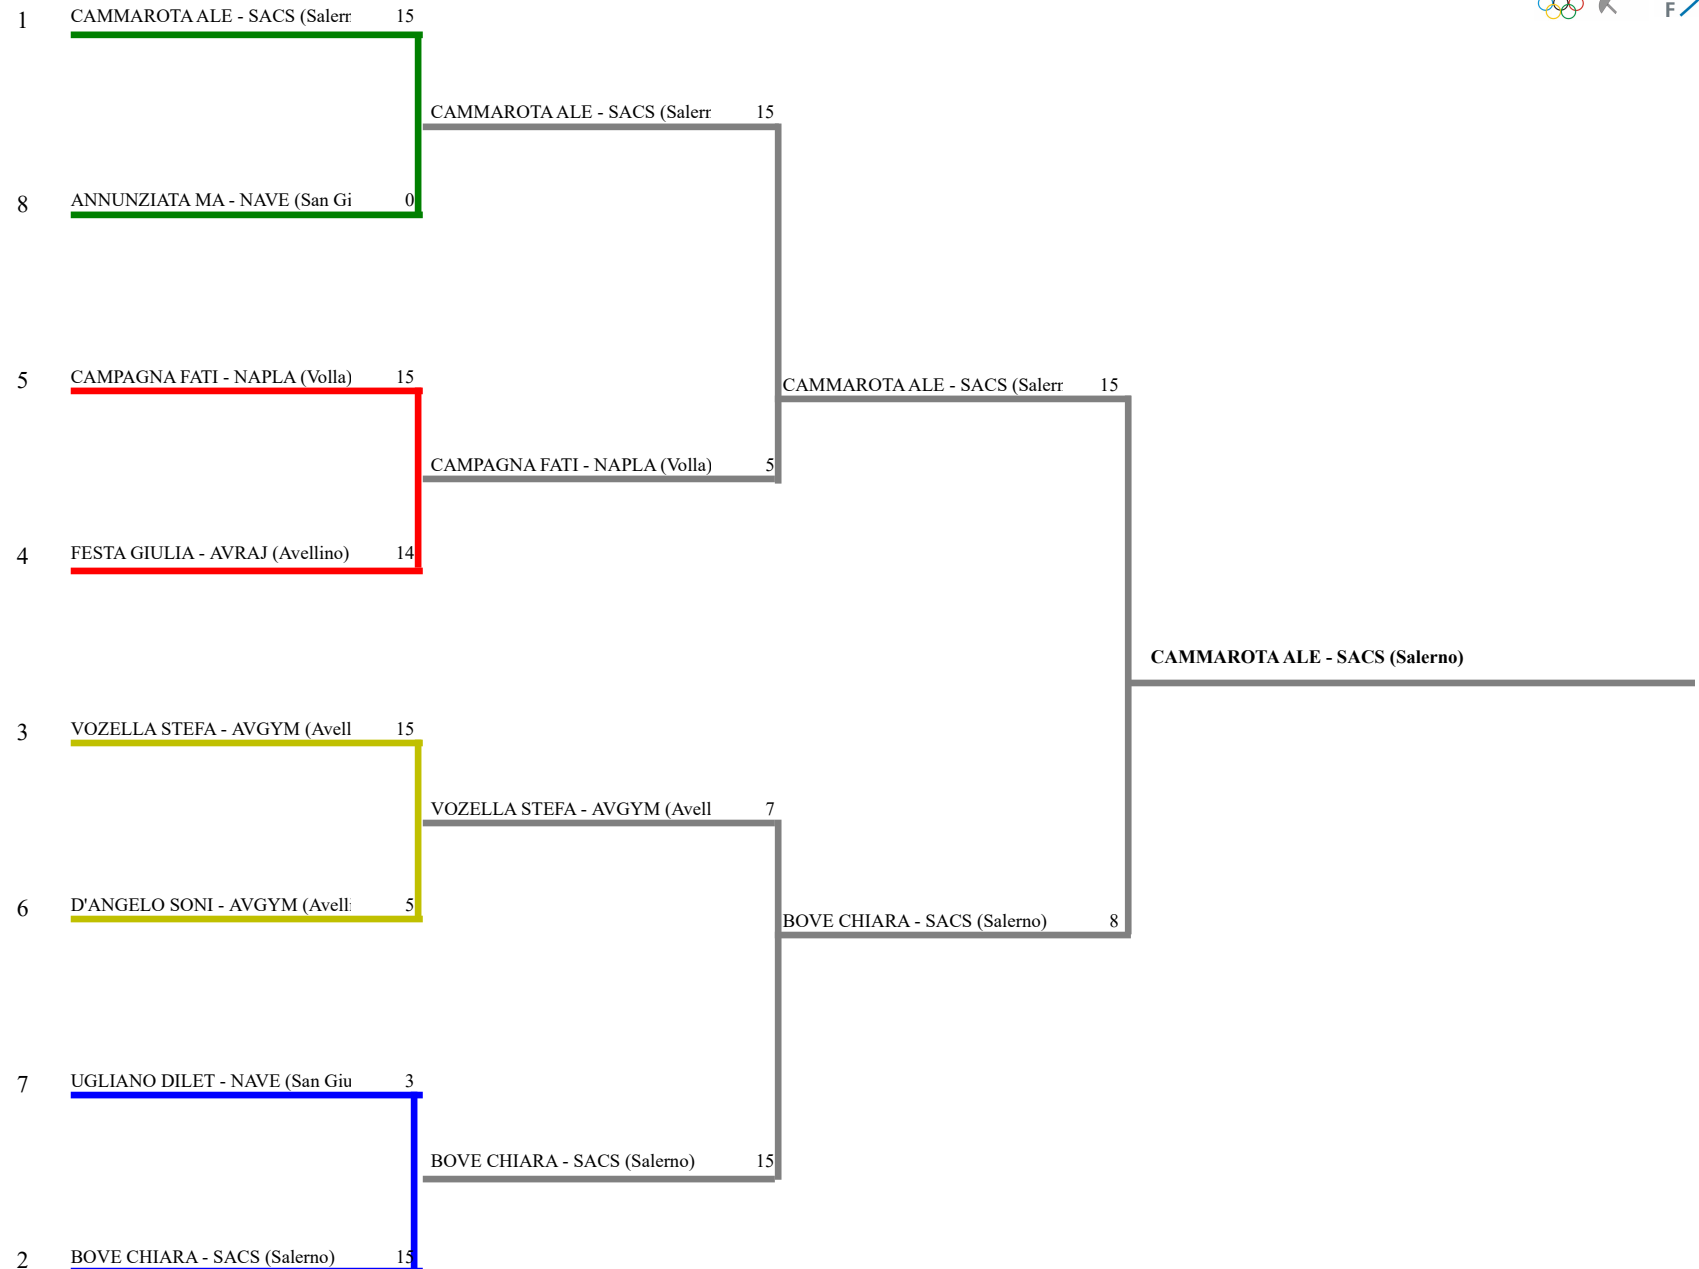 1 CAMMAROTA ALE - SACS (Salerr 15
CAMMAROTA ALE - SACS (Salerr 15
8 ANNUNZIATA MA - NAVE (San Gi 0
5 CAMPAGNA FATI - NAPLA (Volla) 15
CAMMAROTA ALE - SACS (Salerr 15
CAMPAGNA FATI - NAPLA (Volla) 5
4 FESTA GIULIA - AVRAJ (Avellino) 14
CAMMAROTA ALE - SACS (Salerno)
3 VOZELLA STEFA - AVGYM (Avell 15
VOZELLA STEFA - AVGYM (Avell 7
6 D'ANGELO SONI - AVGYM (Avell 5
BOVE CHIARA - SACS (Salerno) 8
7 UGLIANO DILET - NAVE (San Giu 3
BOVE CHIARA - SACS (Salerno) 15
2 BOVE CHIARA - SACS (Salerno) 15
F